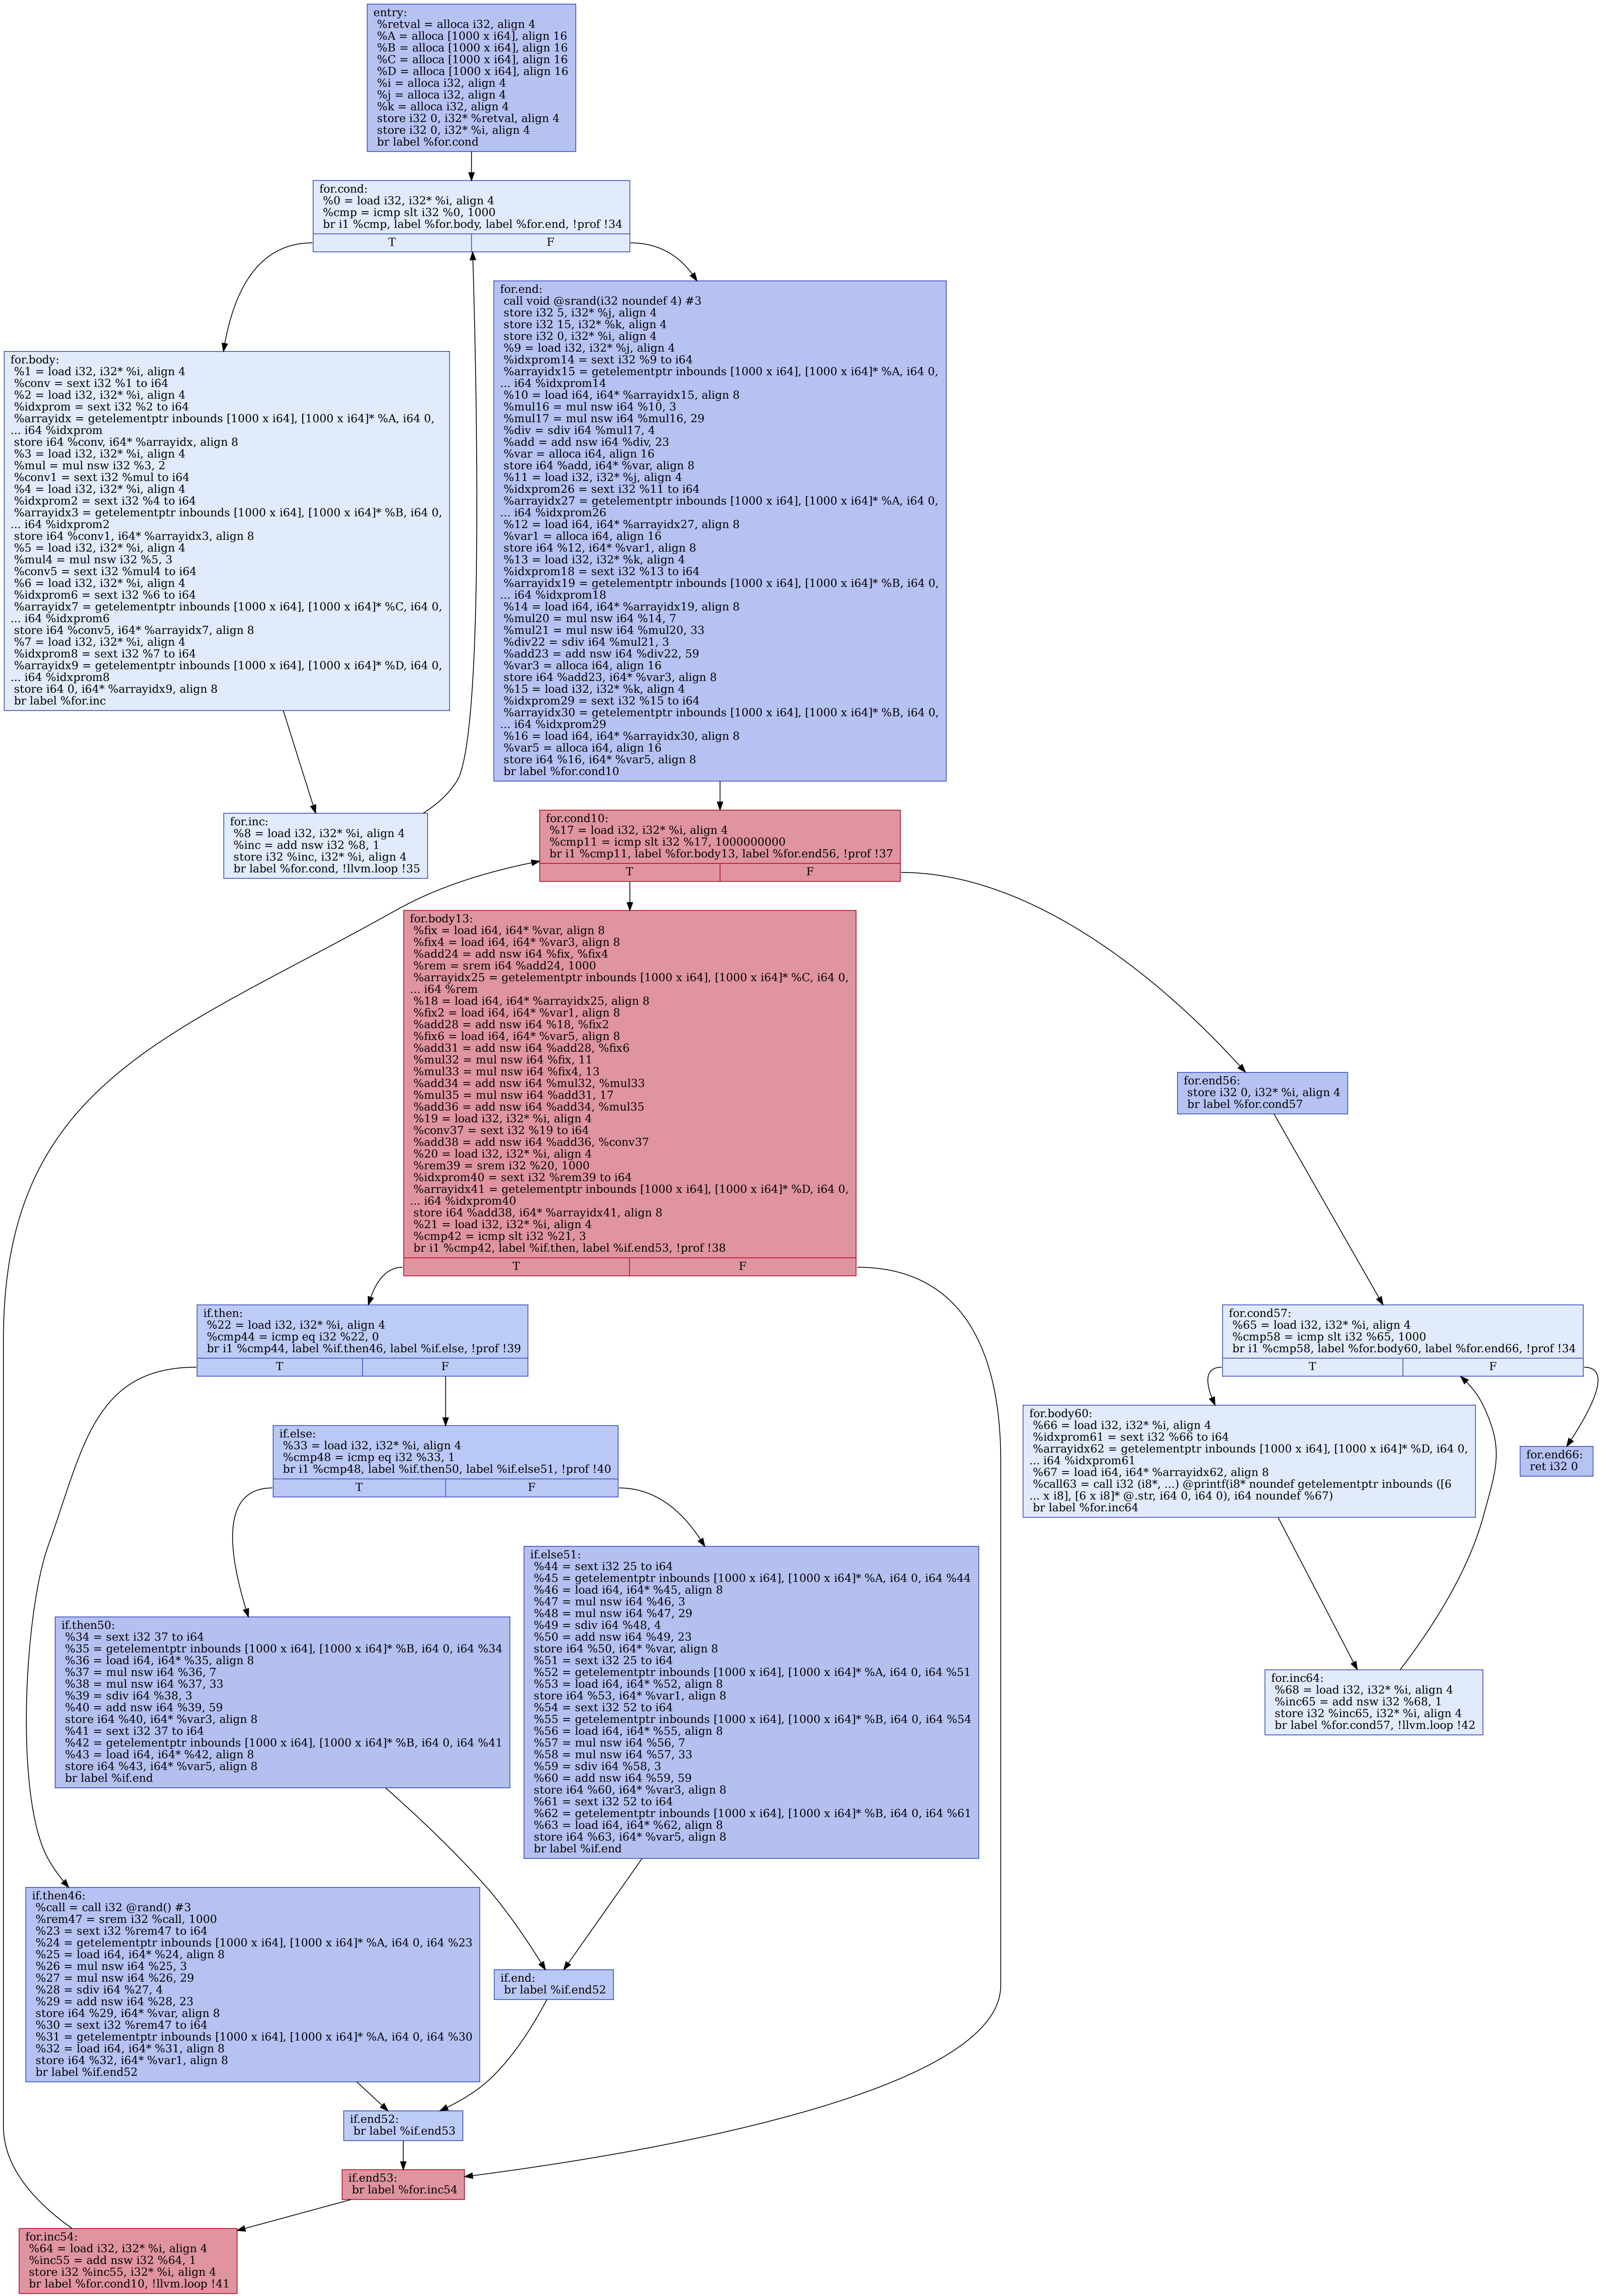 entry:
%retval = alloca i32, align 4
%A = alloca [1000 x i64], align 16
%B = alloca [1000 x i64], align 16
%C = alloca [1000 x i64], align 16
%D = alloca [1000 x i64], align 16
%i = alloca i32, align 4
%j = alloca i32, align 4
%k = alloca i32, align 4
store i32 0, i32* %retval, align 4
store i32 0, i32* %i, align 4
br label %for.cond
for.cond:
%0 = load i32, i32* %i, align 4
%cmp = icmp slt i32 %0, 1000
br i1 %cmp, label %for.body, label %for.end, !prof !34
T F
for.body:
%1 = load i32, i32* %i, align 4
%conv = sext i32 %1 to i64
%2 = load i32, i32* %i, align 4
%idxprom = sext i32 %2 to i64
%arrayidx = getelementptr inbounds [1000 x i64], [1000 x i64]* %A, i64 0,
... i64 %idxprom
store i64 %conv, i64* %arrayidx, align 8
%3 = load i32, i32* %i, align 4
%mul = mul nsw i32 %3, 2
%conv1 = sext i32 %mul to i64
%4 = load i32, i32* %i, align 4
%idxprom2 = sext i32 %4 to i64
%arrayidx3 = getelementptr inbounds [1000 x i64], [1000 x i64]* %B, i64 0,
... i64 %idxprom2
store i64 %conv1, i64* %arrayidx3, align 8
%5 = load i32, i32* %i, align 4
%mul4 = mul nsw i32 %5, 3
%conv5 = sext i32 %mul4 to i64
%6 = load i32, i32* %i, align 4
%idxprom6 = sext i32 %6 to i64
%arrayidx7 = getelementptr inbounds [1000 x i64], [1000 x i64]* %C, i64 0,
... i64 %idxprom6
store i64 %conv5, i64* %arrayidx7, align 8
%7 = load i32, i32* %i, align 4
%idxprom8 = sext i32 %7 to i64
%arrayidx9 = getelementptr inbounds [1000 x i64], [1000 x i64]* %D, i64 0,
... i64 %idxprom8
store i64 0, i64* %arrayidx9, align 8
br label %for.inc
for.end:
call void @srand(i32 noundef 4) #3
store i32 5, i32* %j, align 4
store i32 15, i32* %k, align 4
store i32 0, i32* %i, align 4
%9 = load i32, i32* %j, align 4
%idxprom14 = sext i32 %9 to i64
%arrayidx15 = getelementptr inbounds [1000 x i64], [1000 x i64]* %A, i64 0,
... i64 %idxprom14
%10 = load i64, i64* %arrayidx15, align 8
%mul16 = mul nsw i64 %10, 3
%mul17 = mul nsw i64 %mul16, 29
%div = sdiv i64 %mul17, 4
%add = add nsw i64 %div, 23
%var = alloca i64, align 16
store i64 %add, i64* %var, align 8
%11 = load i32, i32* %j, align 4
%idxprom26 = sext i32 %11 to i64
%arrayidx27 = getelementptr inbounds [1000 x i64], [1000 x i64]* %A, i64 0,
... i64 %idxprom26
%12 = load i64, i64* %arrayidx27, align 8
%var1 = alloca i64, align 16
store i64 %12, i64* %var1, align 8
%13 = load i32, i32* %k, align 4
%idxprom18 = sext i32 %13 to i64
%arrayidx19 = getelementptr inbounds [1000 x i64], [1000 x i64]* %B, i64 0,
... i64 %idxprom18
%14 = load i64, i64* %arrayidx19, align 8
%mul20 = mul nsw i64 %14, 7
%mul21 = mul nsw i64 %mul20, 33
%div22 = sdiv i64 %mul21, 3
%add23 = add nsw i64 %div22, 59
%var3 = alloca i64, align 16
store i64 %add23, i64* %var3, align 8
%15 = load i32, i32* %k, align 4
%idxprom29 = sext i32 %15 to i64
%arrayidx30 = getelementptr inbounds [1000 x i64], [1000 x i64]* %B, i64 0,
... i64 %idxprom29
%16 = load i64, i64* %arrayidx30, align 8
%var5 = alloca i64, align 16
store i64 %16, i64* %var5, align 8
br label %for.cond10
for.inc:
%8 = load i32, i32* %i, align 4
%inc = add nsw i32 %8, 1
store i32 %inc, i32* %i, align 4
br label %for.cond, !llvm.loop !35
for.cond10:
%17 = load i32, i32* %i, align 4
%cmp11 = icmp slt i32 %17, 1000000000
br i1 %cmp11, label %for.body13, label %for.end56, !prof !37
T F
for.body13:
%fix = load i64, i64* %var, align 8
%fix4 = load i64, i64* %var3, align 8
%add24 = add nsw i64 %fix, %fix4
%rem = srem i64 %add24, 1000
%arrayidx25 = getelementptr inbounds [1000 x i64], [1000 x i64]* %C, i64 0,
... i64 %rem
%18 = load i64, i64* %arrayidx25, align 8
%fix2 = load i64, i64* %var1, align 8
%add28 = add nsw i64 %18, %fix2
%fix6 = load i64, i64* %var5, align 8
%add31 = add nsw i64 %add28, %fix6
%mul32 = mul nsw i64 %fix, 11
%mul33 = mul nsw i64 %fix4, 13
%add34 = add nsw i64 %mul32, %mul33
%mul35 = mul nsw i64 %add31, 17
%add36 = add nsw i64 %add34, %mul35
%19 = load i32, i32* %i, align 4
%conv37 = sext i32 %19 to i64
%add38 = add nsw i64 %add36, %conv37
%20 = load i32, i32* %i, align 4
%rem39 = srem i32 %20, 1000
%idxprom40 = sext i32 %rem39 to i64
%arrayidx41 = getelementptr inbounds [1000 x i64], [1000 x i64]* %D, i64 0,
... i64 %idxprom40
store i64 %add38, i64* %arrayidx41, align 8
%21 = load i32, i32* %i, align 4
%cmp42 = icmp slt i32 %21, 3
br i1 %cmp42, label %if.then, label %if.end53, !prof !38
T F
for.end56:
store i32 0, i32* %i, align 4
br label %for.cond57
if.then:
%22 = load i32, i32* %i, align 4
%cmp44 = icmp eq i32 %22, 0
br i1 %cmp44, label %if.then46, label %if.else, !prof !39
T F
for.cond57:
%65 = load i32, i32* %i, align 4
%cmp58 = icmp slt i32 %65, 1000
br i1 %cmp58, label %for.body60, label %for.end66, !prof !34
T F
if.else:
%33 = load i32, i32* %i, align 4
%cmp48 = icmp eq i32 %33, 1
br i1 %cmp48, label %if.then50, label %if.else51, !prof !40
T F
for.body60:
%66 = load i32, i32* %i, align 4
%idxprom61 = sext i32 %66 to i64
%arrayidx62 = getelementptr inbounds [1000 x i64], [1000 x i64]* %D, i64 0,
... i64 %idxprom61
%67 = load i64, i64* %arrayidx62, align 8
%call63 = call i32 (i8*, ...) @printf(i8* noundef getelementptr inbounds ([6
... x i8], [6 x i8]* @.str, i64 0, i64 0), i64 noundef %67)
br label %for.inc64
for.end66:
ret i32 0
if.else51:
%44 = sext i32 25 to i64
%45 = getelementptr inbounds [1000 x i64], [1000 x i64]* %A, i64 0, i64 %44
%46 = load i64, i64* %45, align 8
%47 = mul nsw i64 %46, 3
%48 = mul nsw i64 %47, 29
%49 = sdiv i64 %48, 4
%50 = add nsw i64 %49, 23
store i64 %50, i64* %var, align 8
%51 = sext i32 25 to i64
%52 = getelementptr inbounds [1000 x i64], [1000 x i64]* %A, i64 0, i64 %51
%53 = load i64, i64* %52, align 8
store i64 %53, i64* %var1, align 8
%54 = sext i32 52 to i64
%55 = getelementptr inbounds [1000 x i64], [1000 x i64]* %B, i64 0, i64 %54
%56 = load i64, i64* %55, align 8
%57 = mul nsw i64 %56, 7
%58 = mul nsw i64 %57, 33
%59 = sdiv i64 %58, 3
%60 = add nsw i64 %59, 59
store i64 %60, i64* %var3, align 8
%61 = sext i32 52 to i64
%62 = getelementptr inbounds [1000 x i64], [1000 x i64]* %B, i64 0, i64 %61
%63 = load i64, i64* %62, align 8
store i64 %63, i64* %var5, align 8
br label %if.end
if.then50:
%34 = sext i32 37 to i64
%35 = getelementptr inbounds [1000 x i64], [1000 x i64]* %B, i64 0, i64 %34
%36 = load i64, i64* %35, align 8
%37 = mul nsw i64 %36, 7
%38 = mul nsw i64 %37, 33
%39 = sdiv i64 %38, 3
%40 = add nsw i64 %39, 59
store i64 %40, i64* %var3, align 8
%41 = sext i32 37 to i64
%42 = getelementptr inbounds [1000 x i64], [1000 x i64]* %B, i64 0, i64 %41
%43 = load i64, i64* %42, align 8
store i64 %43, i64* %var5, align 8
br label %if.end
for.inc64:
%68 = load i32, i32* %i, align 4
%inc65 = add nsw i32 %68, 1
store i32 %inc65, i32* %i, align 4
br label %for.cond57, !llvm.loop !42
if.then46:
%call = call i32 @rand() #3
%rem47 = srem i32 %call, 1000
%23 = sext i32 %rem47 to i64
%24 = getelementptr inbounds [1000 x i64], [1000 x i64]* %A, i64 0, i64 %23
%25 = load i64, i64* %24, align 8
%26 = mul nsw i64 %25, 3
%27 = mul nsw i64 %26, 29
%28 = sdiv i64 %27, 4
%29 = add nsw i64 %28, 23
store i64 %29, i64* %var, align 8
%30 = sext i32 %rem47 to i64
%31 = getelementptr inbounds [1000 x i64], [1000 x i64]* %A, i64 0, i64 %30
%32 = load i64, i64* %31, align 8
store i64 %32, i64* %var1, align 8
br label %if.end52
if.end:
br label %if.end52
if.end52:
br label %if.end53
if.end53:
br label %for.inc54
for.inc54:
%64 = load i32, i32* %i, align 4
%inc55 = add nsw i32 %64, 1
store i32 %inc55, i32* %i, align 4
br label %for.cond10, !llvm.loop !41